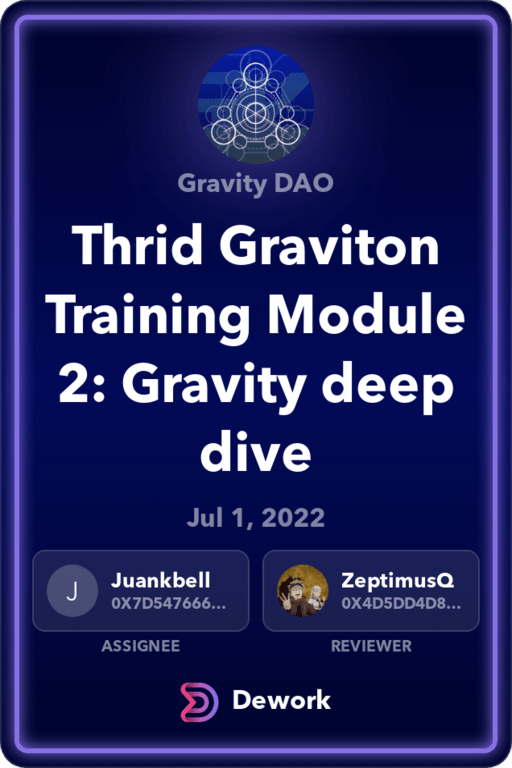 Gravity DAO
Thrid Graviton
Training Module
2: Gravity deep
dive
Jul 1, 2022
J
Juankbell
0X7D547666...
ZeptimusQ
0X4D5DD4D8...
ASSIGNEE
REVIEWER
Dework